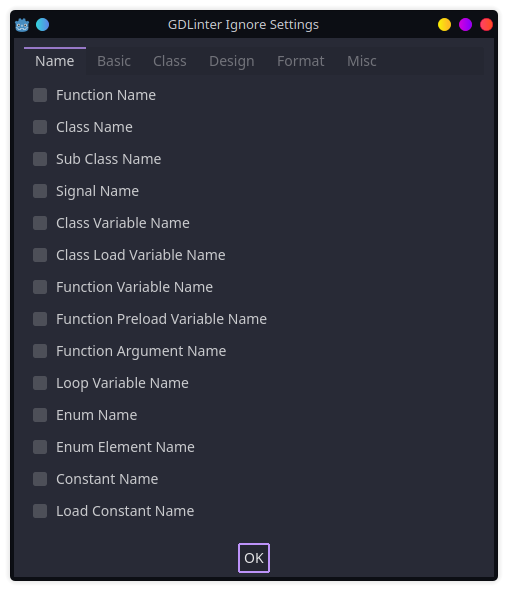 GDLinter Ignore Settings
Name Basic Class Design Format Misc
Function Name
Class Name
Sub Class Name
Signal Name
Class Variable Name
Class Load Variable Name
Function Variable Name
Function Preload Variable Name
Function Argument Name
Loop Variable Name
Enum Name
Enum Element Name
Constant Name
Load Constant Name
OK